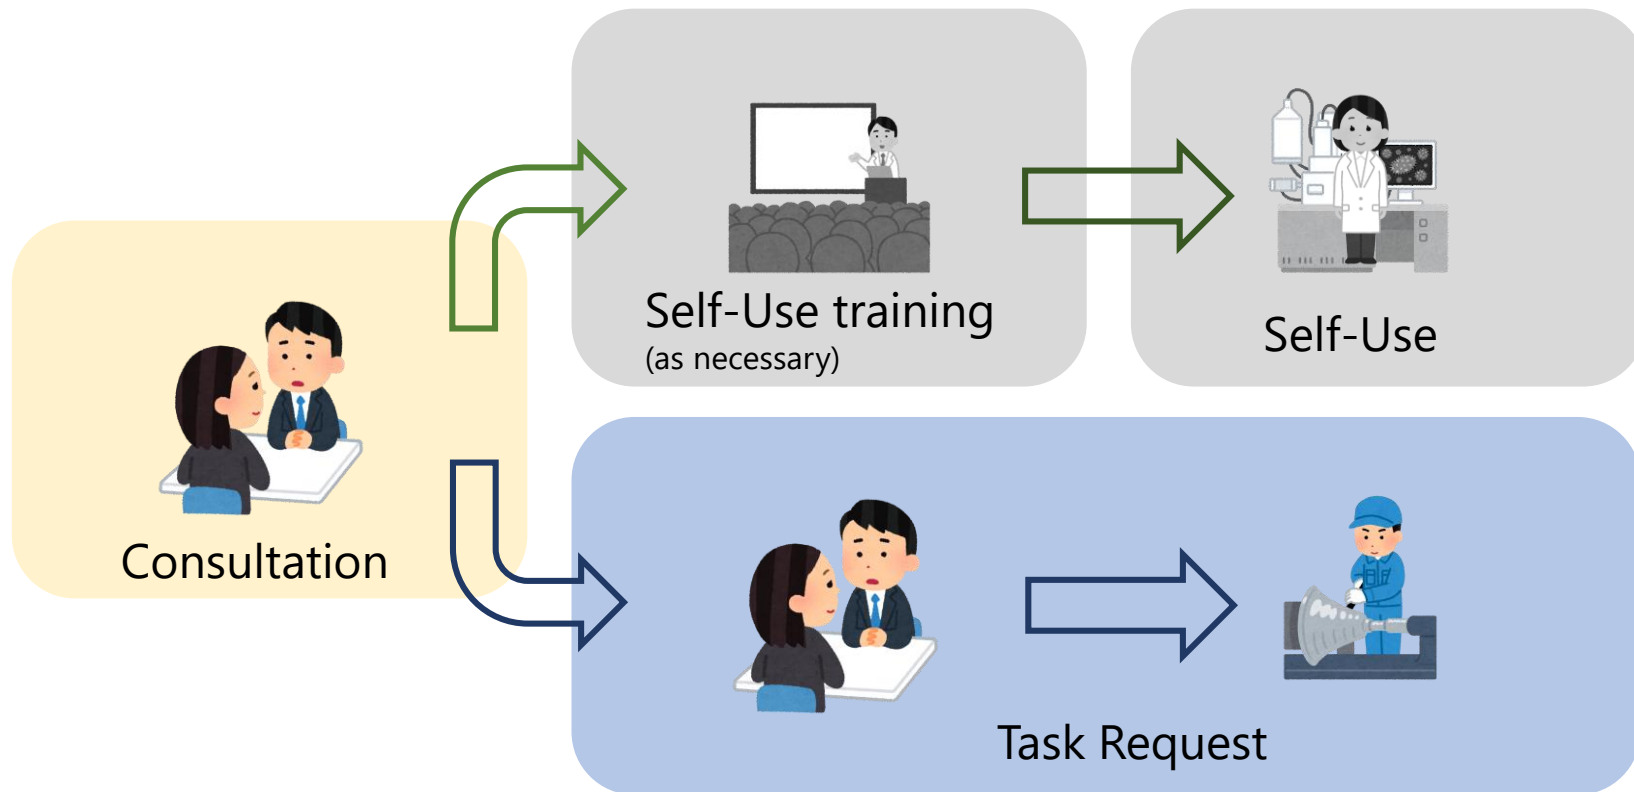 Consultation
Self-Use training
(as necessary)
Self-Use
Task Request